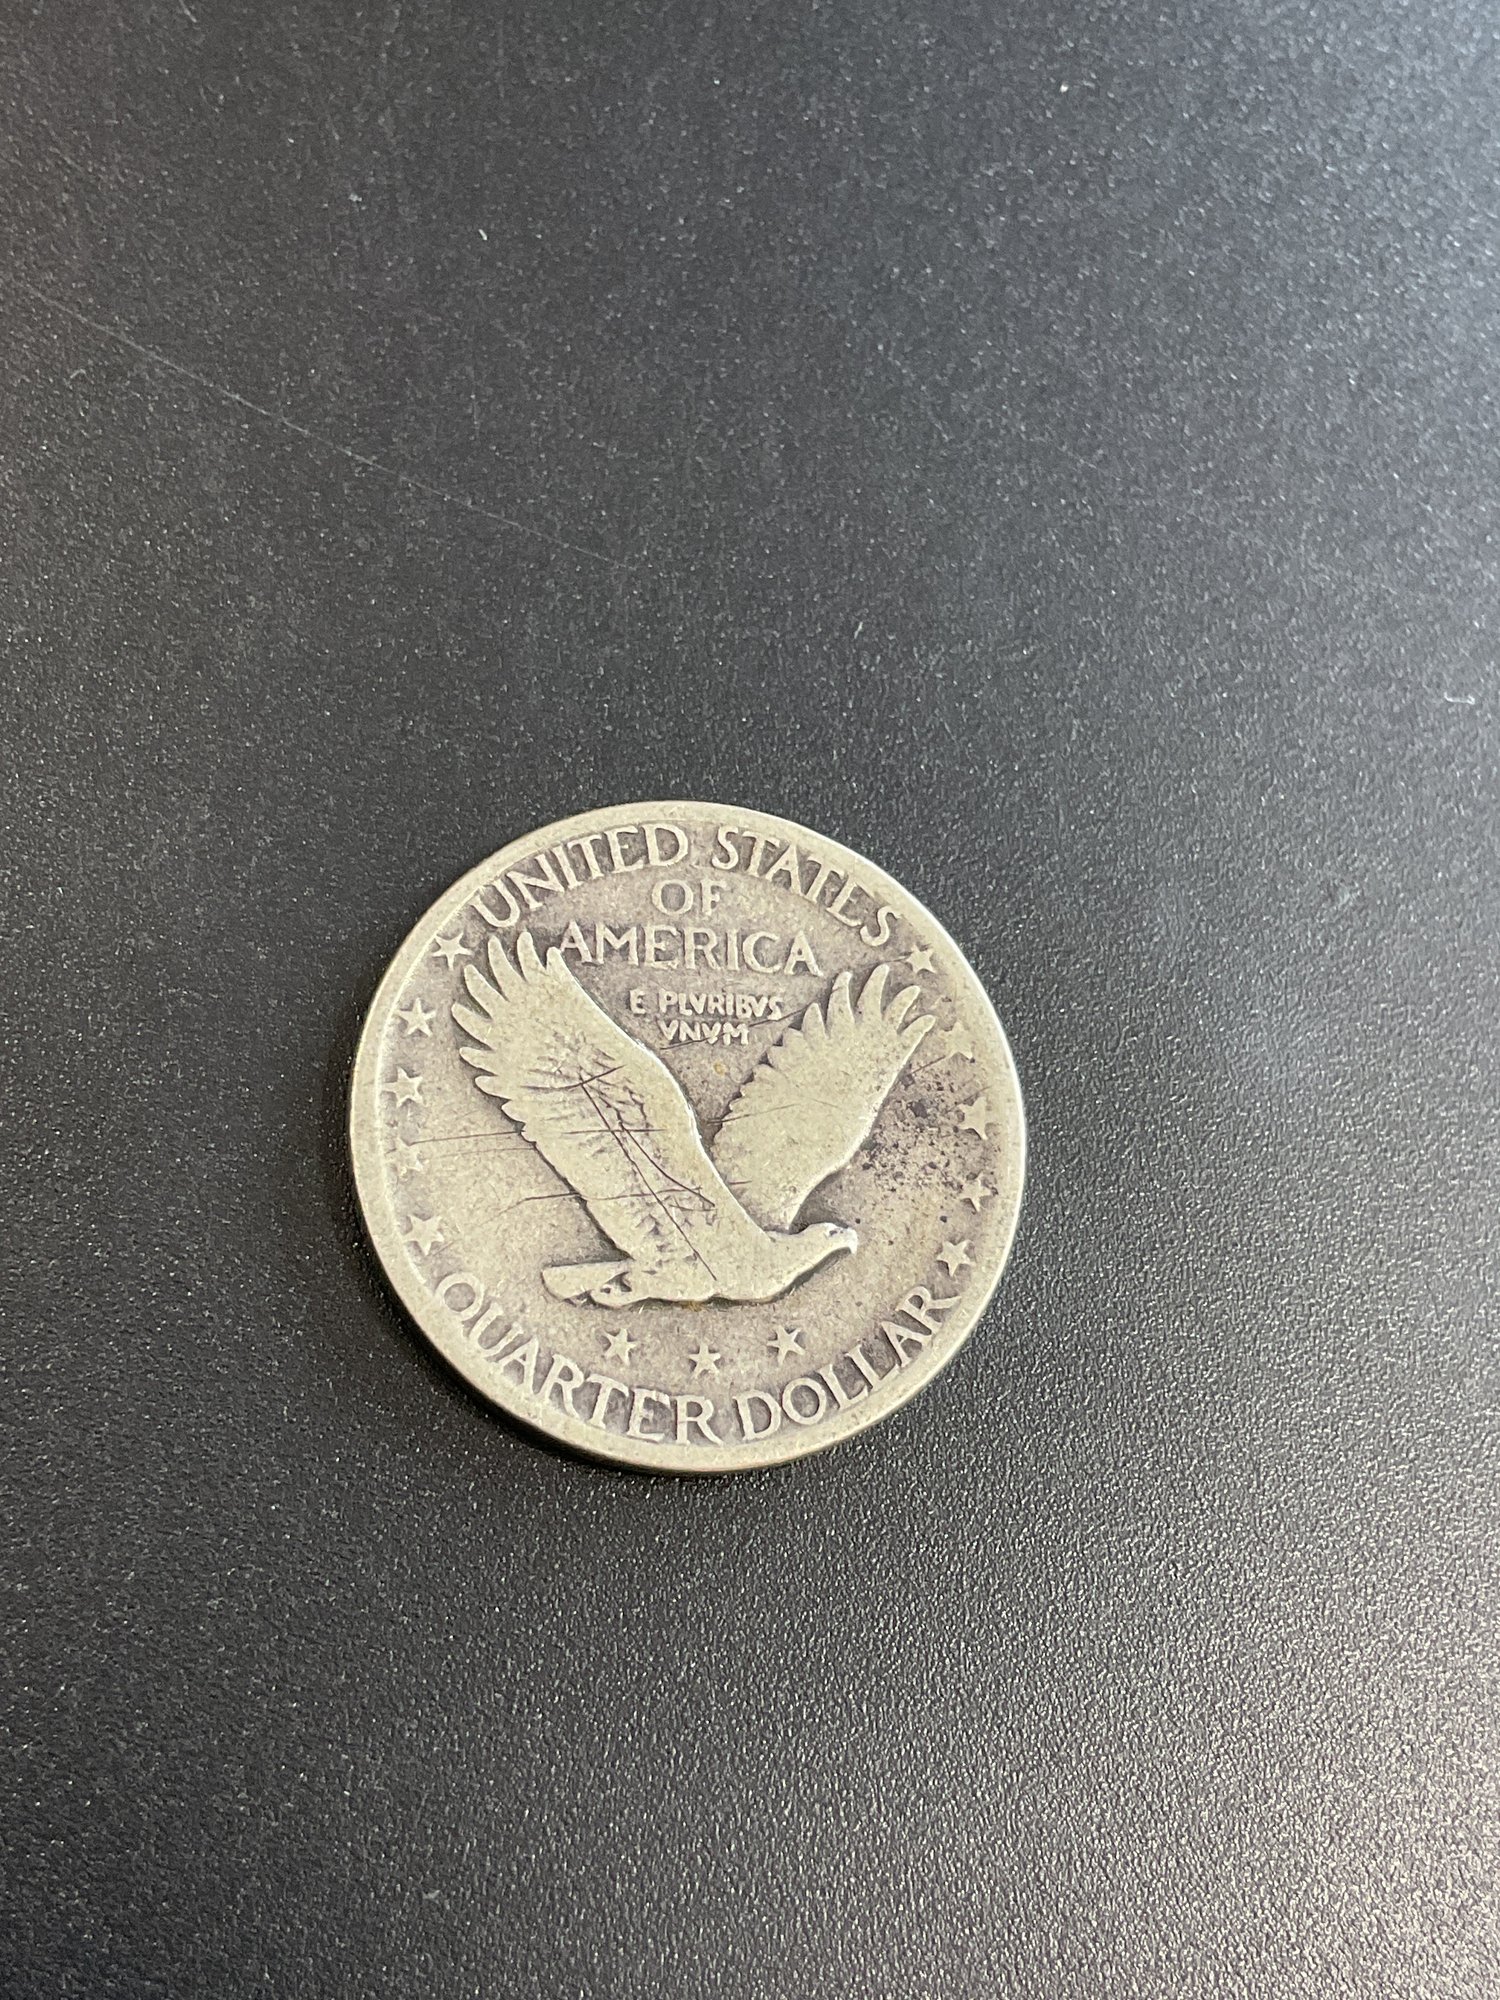 UNITED STATES
OF
AMERICA
E PLVRIBVS
VNVM
QUARTER DOLLAR